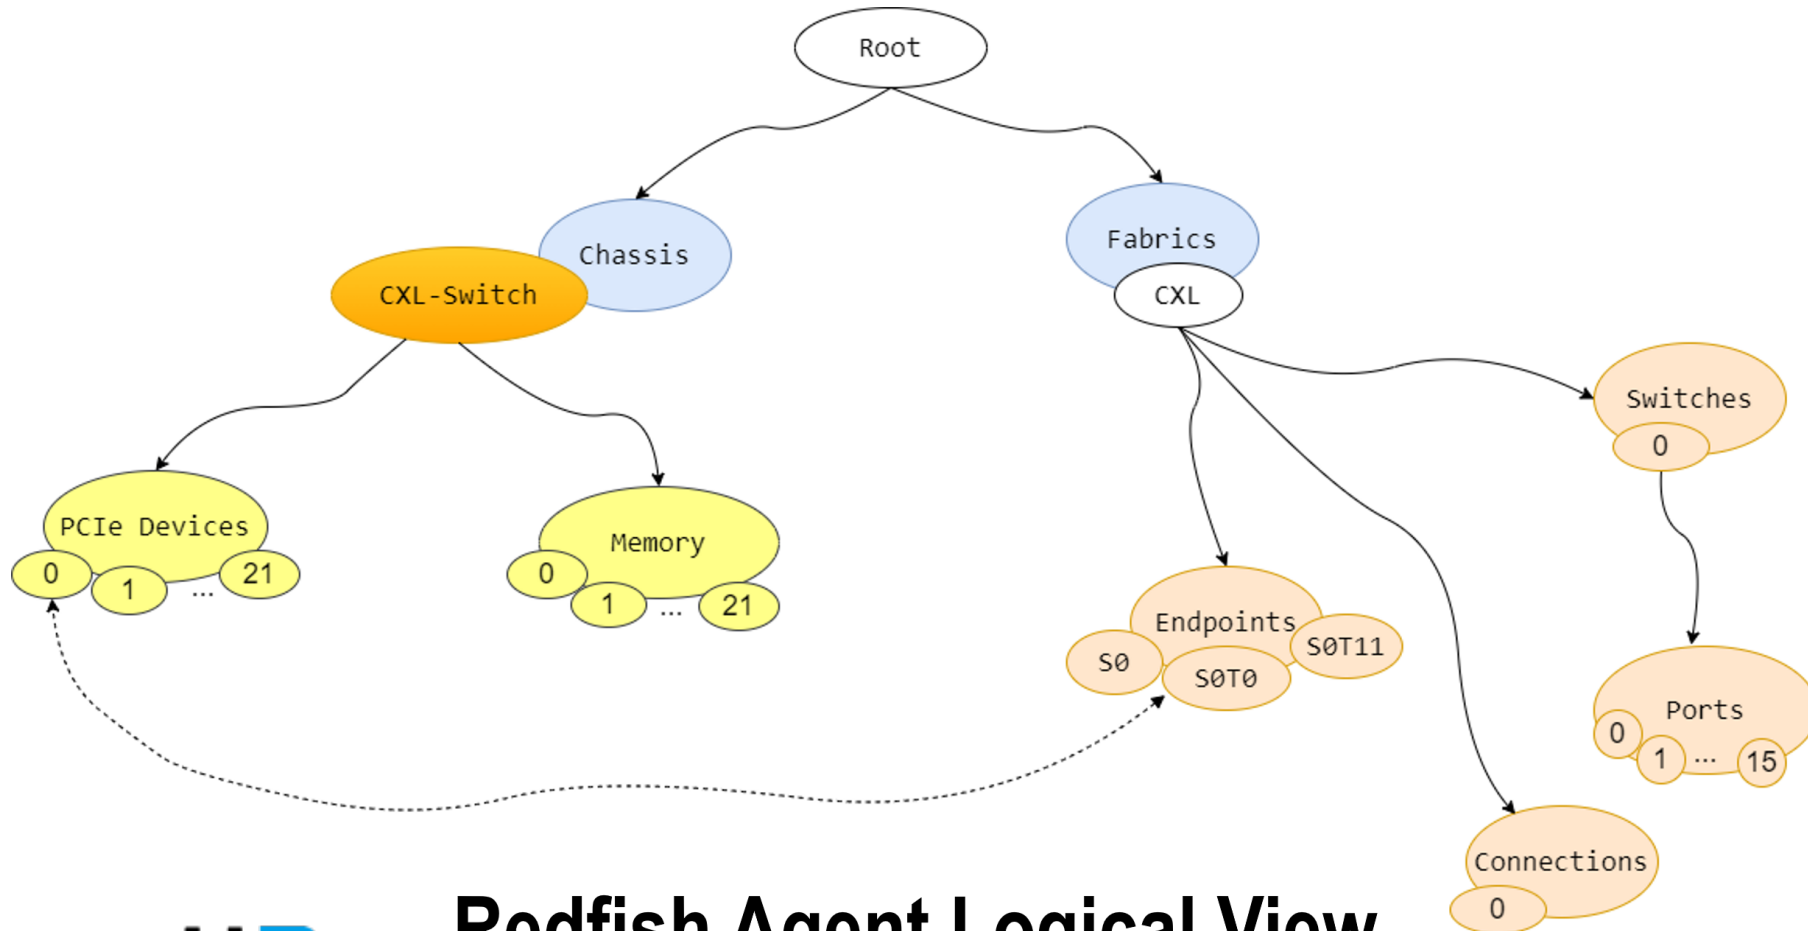 Root
Chassis
Fabrics
CXL-Switch
CXL
Switches
0
PCIe Devices
0
1
...
21
Memory
0
1
...
21
Endpoints
S0
S0T0
S0T11
Ports
0
1
...
15
Connections
0
Redfish Agent Logical View